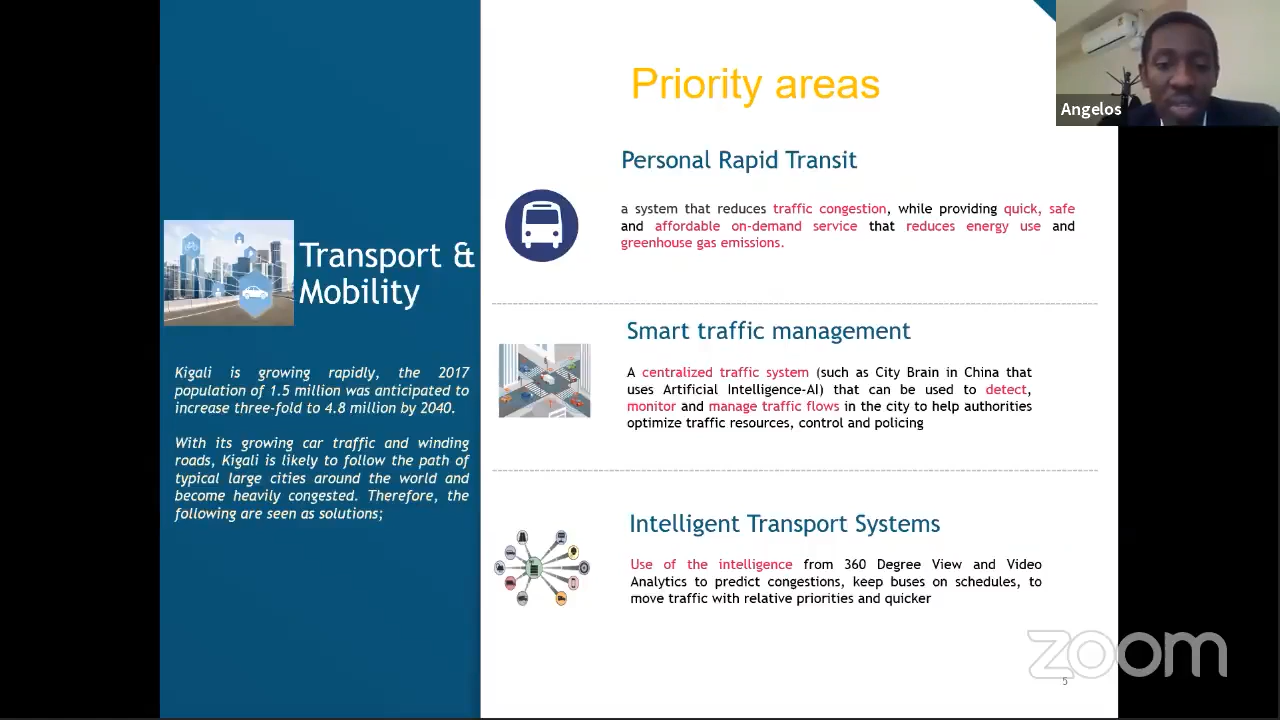 Priority areas
Angelos
Transport &
Mobility
Kigali is growing rapidly, the 2017
population of 1.5 million was anticipated to
increase three-fold to 4.8 million by 2040.
With its growing car traffic and winding
roads, Kigali is likely to follow the path of
typical large cities around the world and
become heavily congested. Therefore, the
following are seen as solutions;
Personal Rapid Transit
a system that reduces traffic congestion, while providing quick, safe
and affordable on-demand service that reduces energy use and
greenhouse gas emissions.
Smart traffic management
A centralized traffic system (such as City Brain in China that
uses Artificial Intelligence-AI) that can be used to detect,
monitor and manage traffic flows in the city to help authorities
optimize traffic resources, control and policing
Intelligent Transport Systems
Use of the intelligence from 360 Degree View and Video
Analytics to predict congestions, keep buses on schedules, to
move traffic with relative priorities and quicker
zoom
5